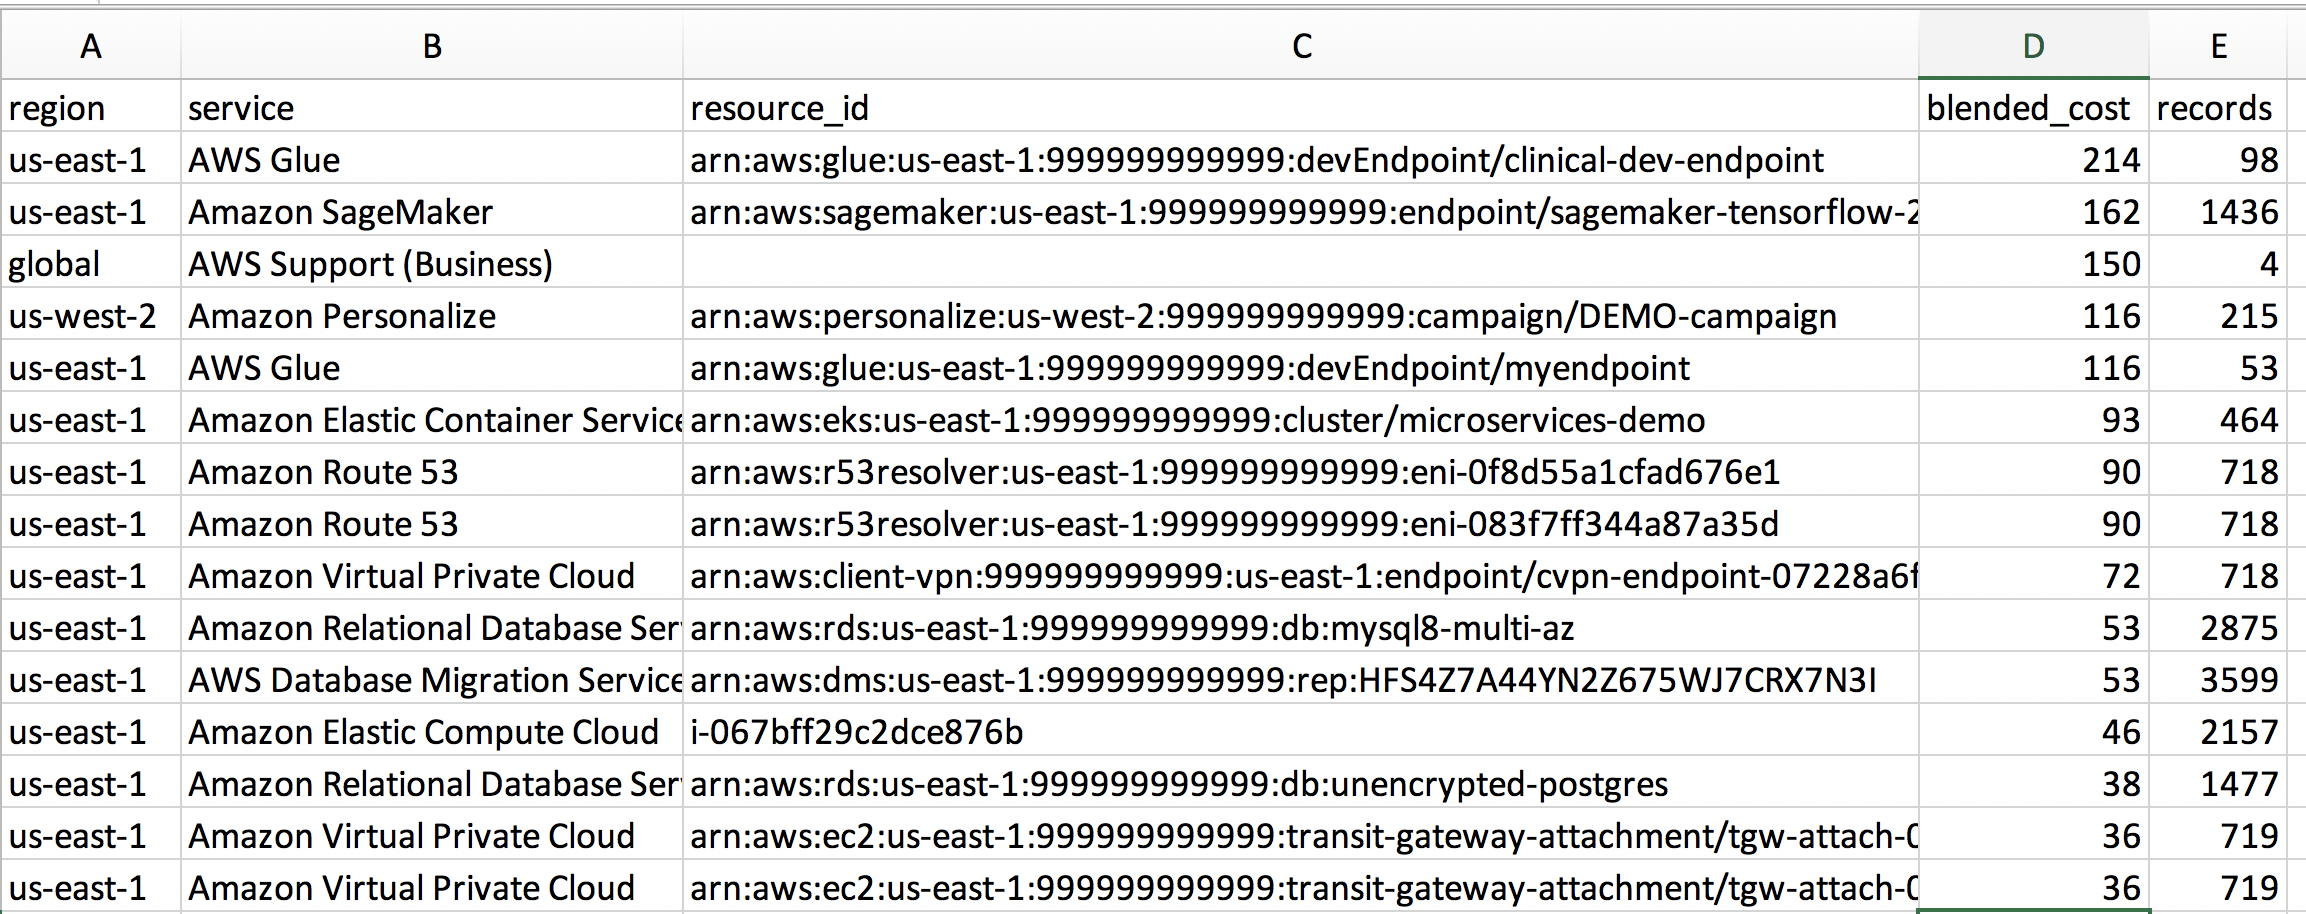 A B C D E
region service resource_id blended_cost records
us-east-1 AWS Glue arn:aws:glue:us-east-1:999999999999:devEndpoint/clinical-dev-endpoint 214 98
us-east-1 Amazon SageMaker arn:aws:sagemaker:us-east-1:999999999999:endpoint/sagemaker-tensorflow-2 162 1436
global AWS Support (Business) 150 4
us-west-2 Amazon Personalize arn:aws:personalize:us-west-2:999999999999:campaign/DEMO-campaign 116 215
us-east-1 AWS Glue arn:aws:glue:us-east-1:999999999999:devEndpoint/myendpoint 116 53
us-east-1 Amazon Elastic Container Service arn:aws:eks:us-east-1:999999999999:cluster/microservices-demo 93 464
us-east-1 Amazon Route 53 arn:aws:r53resolver:us-east-1:999999999999:eni-0f8d55a1cfad676e1 90 718
us-east-1 Amazon Route 53 arn:aws:r53resolver:us-east-1:999999999999:eni-083f7ff344a87a35d 90 718
us-east-1 Amazon Virtual Private Cloud arn:aws:client-vpn:999999999999:us-east-1:endpoint/cvpn-endpoint-07228a6f 72 718
us-east-1 Amazon Relational Database Ser arn:aws:rds:us-east-1:999999999999:db:mysql8-multi-az 53 2875
us-east-1 AWS Database Migration Service arn:aws:dms:us-east-1:999999999999:rep:HFS4Z7A44YN2Z675WJ7CRX7N3I 53 3599
us-east-1 Amazon Elastic Compute Cloud i-067bff29c2dce876b 46 2157
us-east-1 Amazon Relational Database Ser arn:aws:rds:us-east-1:999999999999:db:unencrypted-postgres 38 1477
us-east-1 Amazon Virtual Private Cloud arn:aws:ec2:us-east-1:999999999999:transit-gateway-attachment/tgw-attach-0 36 719
us-east-1 Amazon Virtual Private Cloud arn:aws:ec2:us-east-1:999999999999:transit-gateway-attachment/tgw-attach-0 36 719